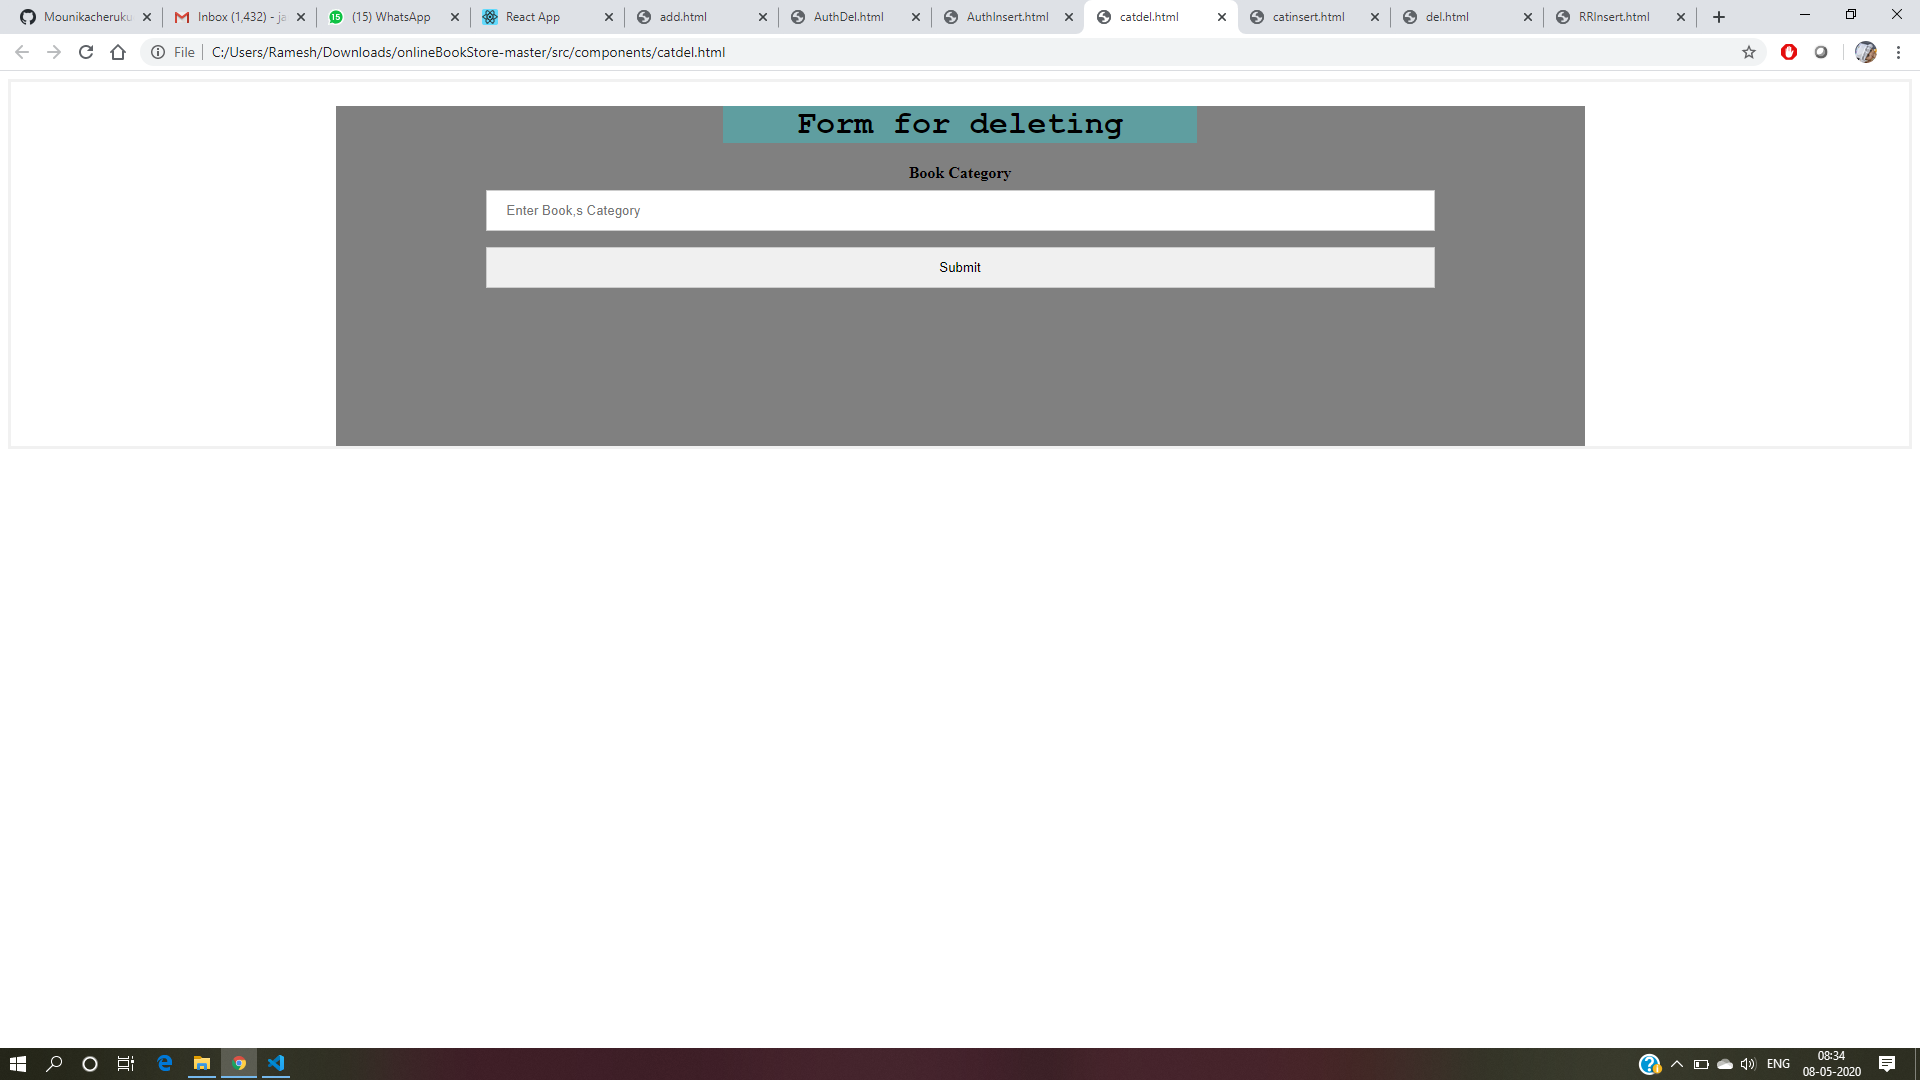 Mounikacheruku
Inbox (1,432) - ja
(15) WhatsApp
React App
add.html
AuthDel.html
AuthInsert.html
catdel.html
catinsert.html
del.html
RRInsert.html
File
C:/Users/Ramesh/Downloads/onlineBookStore-master/src/components/catdel.html
Form for deleting
Book Category
Enter Book,s Category
Submit
ENG
08:34
08-05-2020